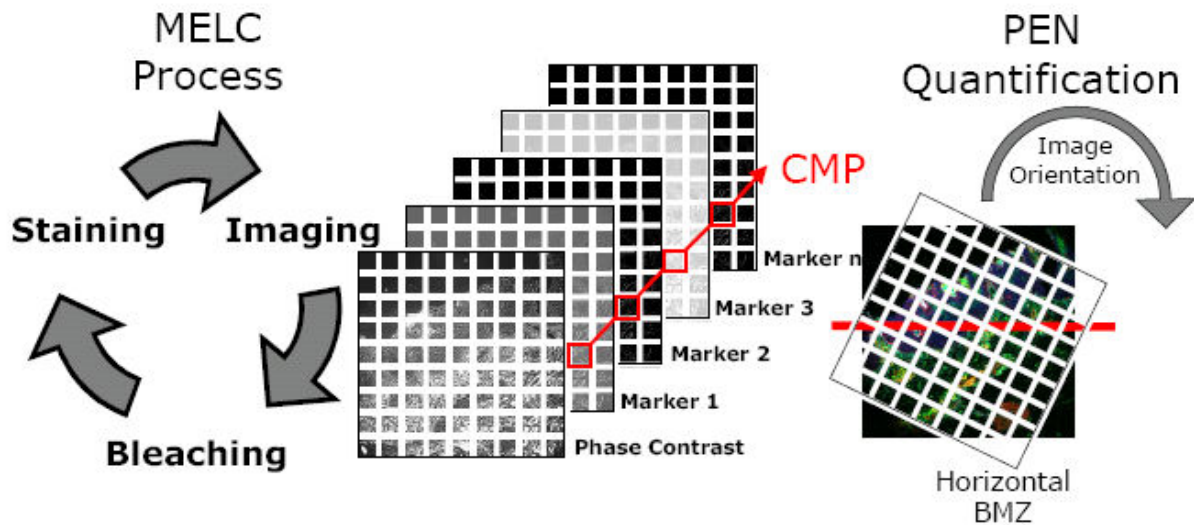 MELC
Process
Staining
Imaging
Bleaching
CMP
Marker n
Marker 3
Marker 2
Marker 1
Phase Contrast
PEN
Quantification
Image
Orientation
Horizontal
BMZ